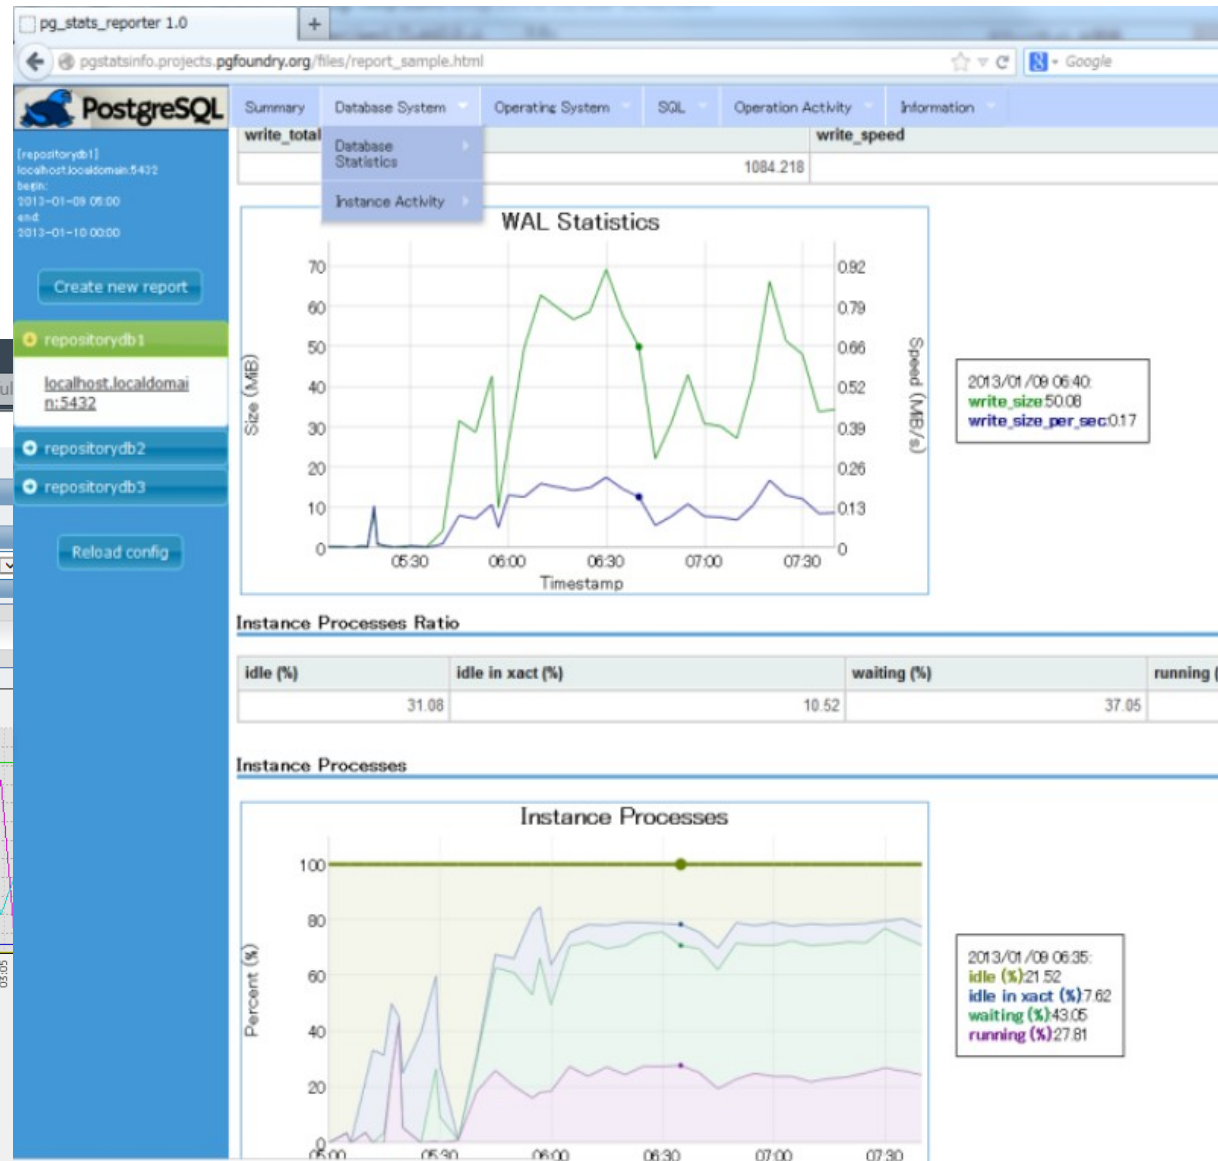 pg_stats_reporter 1.0
+
pgstatsinfo.projects.pgfoundry.org/files/report_sample.html
Google
PostgreSQL
Summary
Database System
Operating System
SQL
Operation Activity
Information
Database
Statistics
Instance Activity
[repositorydb1]
localhost.localdomain:5432
begin:
2013-01-09 05:00
end:
2013-01-10 00:00
Create new report
repositorydb1
localhost.localdomai
n:5432
repositorydb2
repositorydb3
Reload config
write_total
write_speed
1084.218
WAL Statistics
70
60
50
40
30
20
10
0
Size (MiB)
0.92
0.79
0.66
0.52
0.39
0.26
0.13
0
Speed (MiB/s)
05:30
06:00
06:30
07:00
07:30
Timestamp
2013/01/09 06:40:
write_size:50.08
write_size_per_sec:0.17
Instance Processes Ratio
idle (%)
idle in xact (%)
waiting (%)
running (
31.08
10.52
37.05
Instance Processes
Instance Processes
100
80
60
40
20
0
Percent (%)
05:00
05:30
06:00
06:30
07:00
07:30
2013/01/09 06:35:
idle (%):21.52
idle in xact (%):7.62
waiting (%):43.05
running (%):27.81
03:05